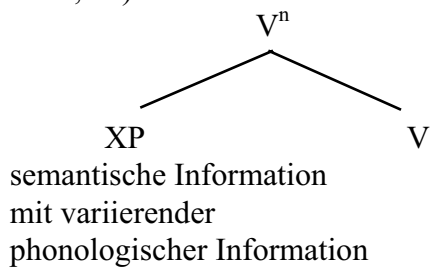 Vⁿ
XP V
semantische Information
mit variierender
phonologischer Information